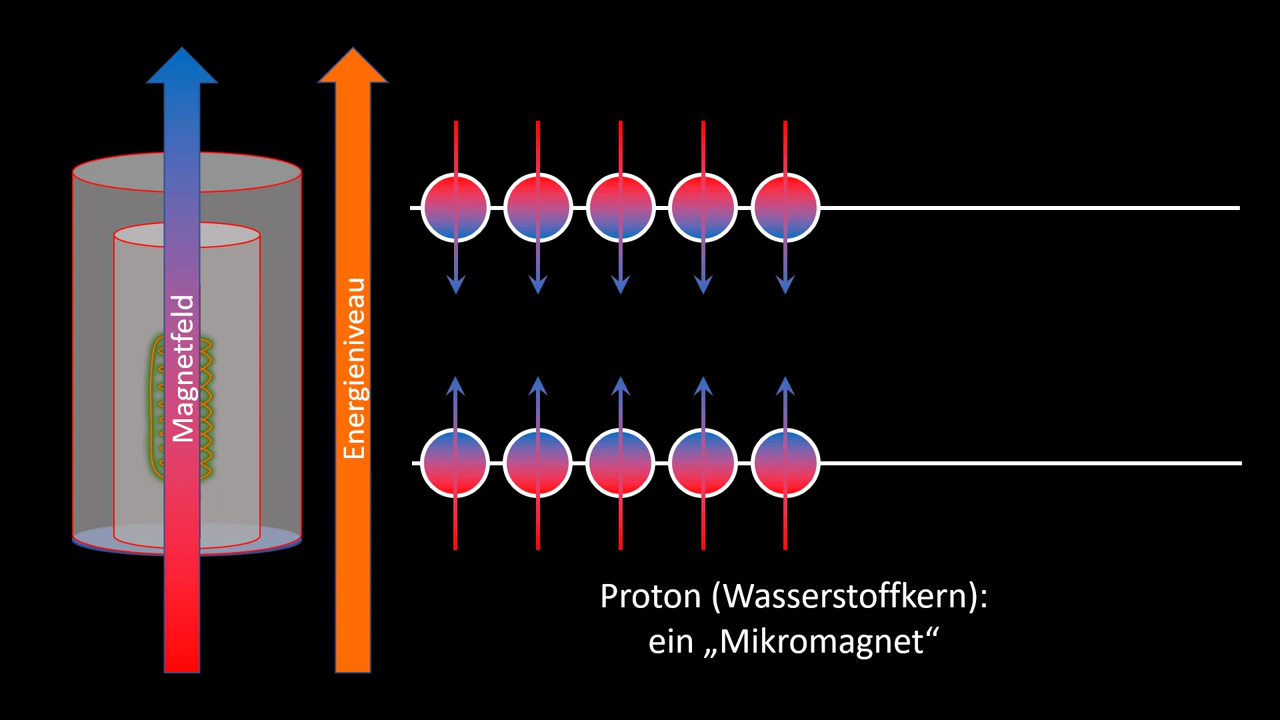 Magnetfeld
Energieniveau
Proton (Wasserstoffkern):
ein „Mikromagnet“